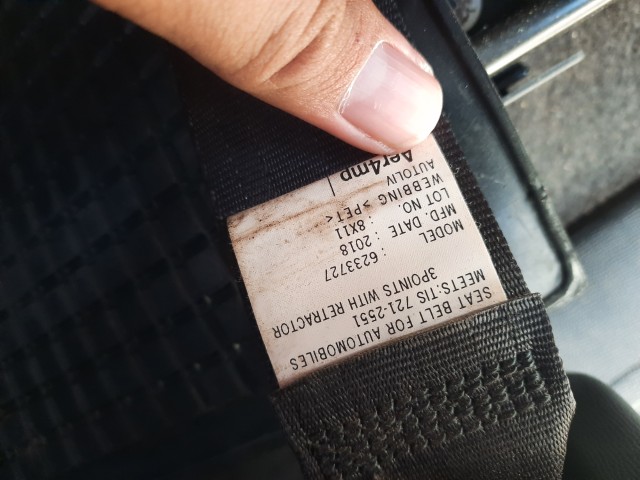 SEAT BELT FOR AUTOMOBILES
MEETS:TIS 721-2551
3POINTS WITH RETRACTOR
MODEL : 6233727
MFD. DATE : 2018
LOT NO. : 8X11
WEBBING >PET<
AUTOLIV